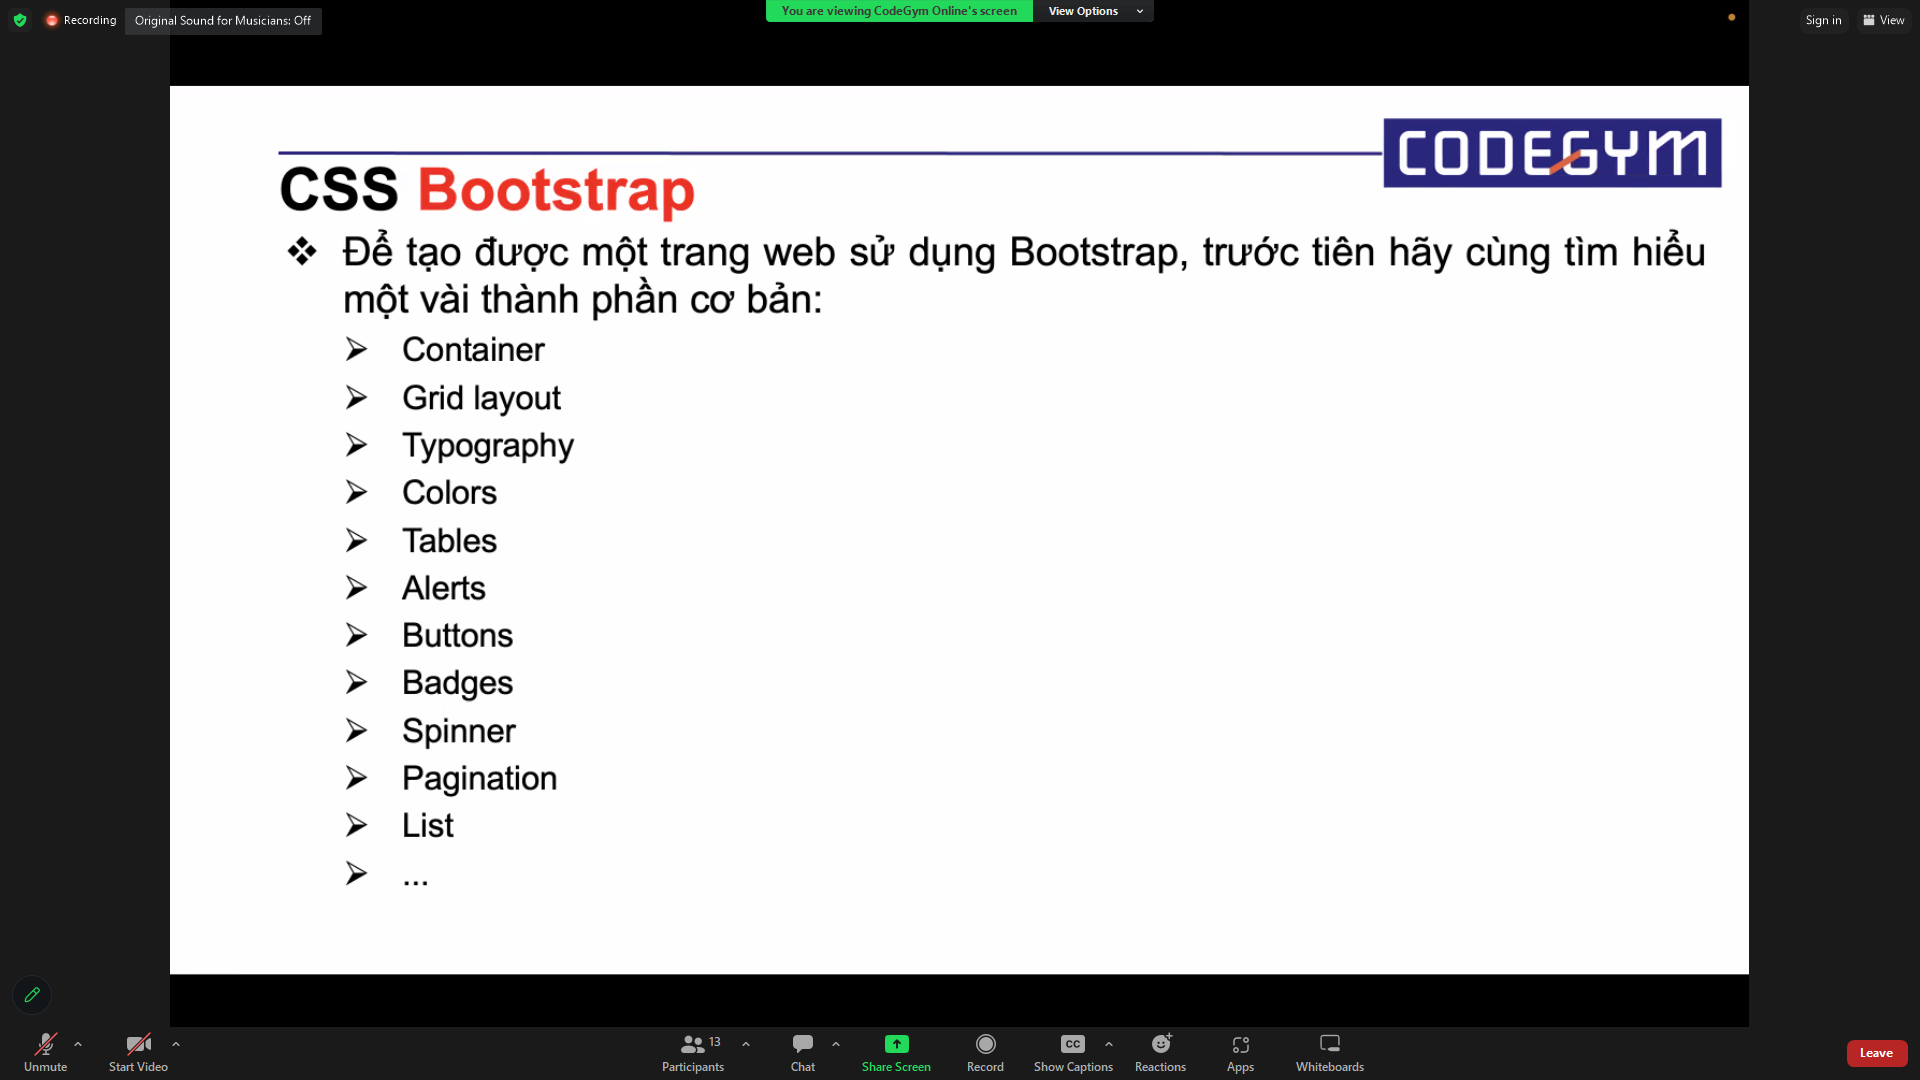 Recording
Original Sound for Musicians: Off
You are viewing CodeGym Online's screen
View Options
Sign in
View
CODEGYM
CSS Bootstrap
Để tạo được một trang web sử dụng Bootstrap, trước tiên hãy cùng tìm hiểu
một vài thành phần cơ bản:
Container
Grid layout
Typography
Colors
Tables
Alerts
Buttons
Badges
Spinner
Pagination
List
...
Unmute
Start Video
13
Participants
Chat
Share Screen
Record
CC
Show Captions
Reactions
Apps
Whiteboards
Leave